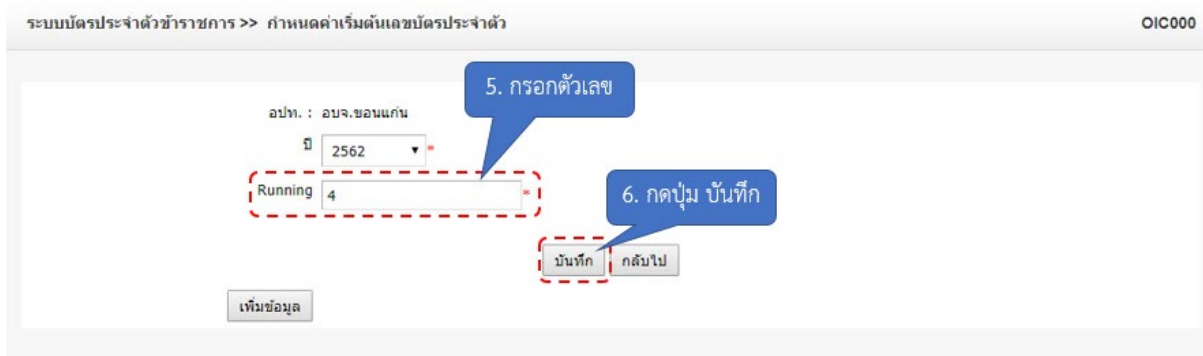 ระบบบัตรประจำตัวข้าราชการ >> กำหนดค่าเริ่มต้นเลขบัตรประจำตัว OIC000
5. กรอกตัวเลข
อปท. : อบจ.ขอนแก่น
ปี 2562 *
Running 4 *
6. กดปุ่ม บันทึก
บันทึก กลับไป
เพิ่มข้อมูล